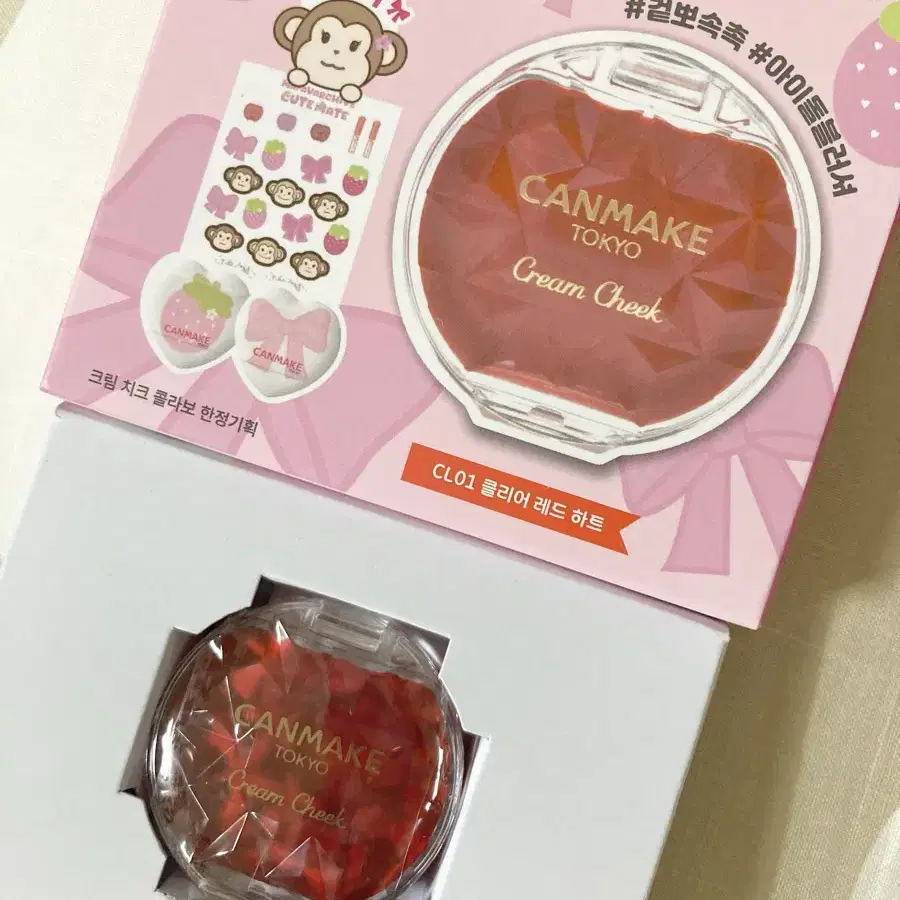 #겉뽀속촉 #아이돌블러셔
CUTE MATE
CANMAKE
TOKYO
Cream Cheek
CANMAKE
CANMAKE
크림 치크 콜라보 한정기획
CL01 클리어 레드 하트
CANMAKE
TOKYO
Cream Cheek